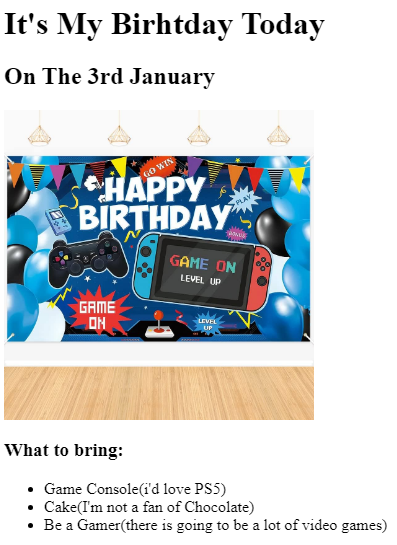 It's My Birhtday Today
On The 3rd January
GO WIN
HAPPY
BIRTHDAY
PLAY
BONUS
GAME ON
LEVEL UP
GAME
ON
LEVEL
UP
What to bring:
Game Console(i'd love PS5)
Cake(I'm not a fan of Chocolate)
Be a Gamer(there is going to be a lot of video games)